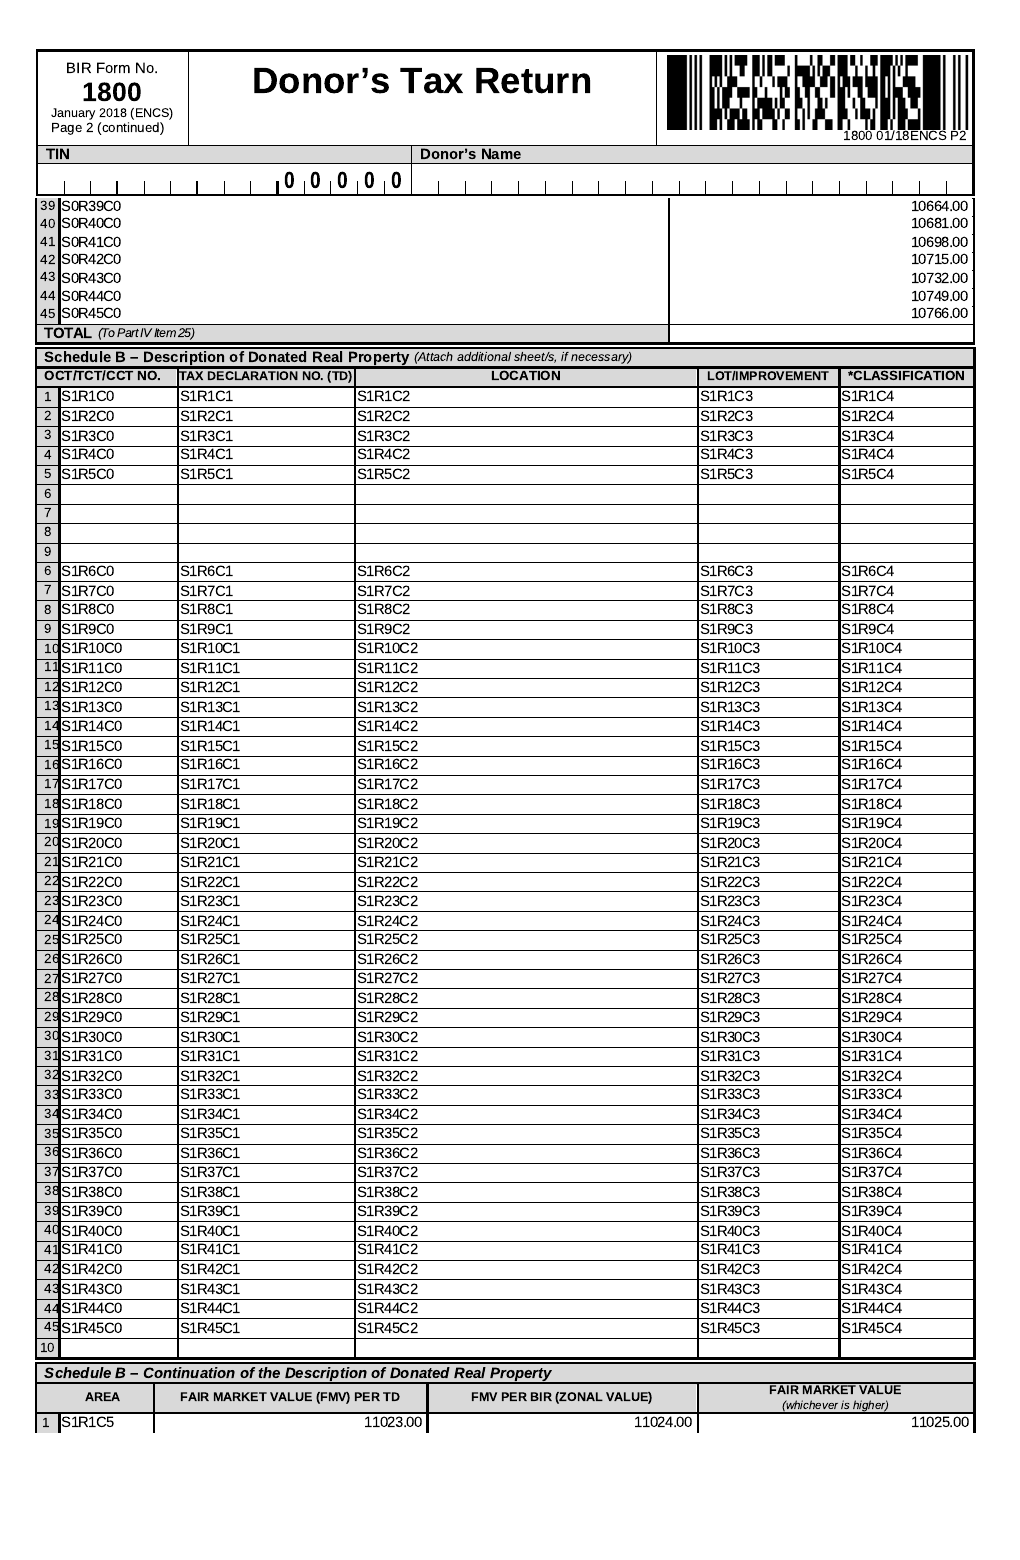 BIR Form No.
1800
January 2018 (ENCS)
Page 2 (continued)
Donor’s Tax Return
1800 01/18ENCS P2
TIN Donor’s Name
0 0 0 0 0
39 S0R39C0 10664.00
40 S0R40C0 10681.00
41 S0R41C0 10698.00
42 S0R42C0 10715.00
43 S0R43C0 10732.00
44 S0R44C0 10749.00
45 S0R45C0 10766.00
TOTAL (To Part IV Item 25)
Schedule B – Description of Donated Real Property (Attach additional sheet/s, if necessary)
OCT/TCT/CCT NO. TAX DECLARATION NO. (TD) LOCATION LOT/IMPROVEMENT *CLASSIFICATION
1 S1R1C0 S1R1C1 S1R1C2 S1R1C3 S1R1C4
2 S1R2C0 S1R2C1 S1R2C2 S1R2C3 S1R2C4
3 S1R3C0 S1R3C1 S1R3C2 S1R3C3 S1R3C4
4 S1R4C0 S1R4C1 S1R4C2 S1R4C3 S1R4C4
5 S1R5C0 S1R5C1 S1R5C2 S1R5C3 S1R5C4
6
7
8
9
6 S1R6C0 S1R6C1 S1R6C2 S1R6C3 S1R6C4
7 S1R7C0 S1R7C1 S1R7C2 S1R7C3 S1R7C4
8 S1R8C0 S1R8C1 S1R8C2 S1R8C3 S1R8C4
9 S1R9C0 S1R9C1 S1R9C2 S1R9C3 S1R9C4
10 S1R10C0 S1R10C1 S1R10C2 S1R10C3 S1R10C4
11 S1R11C0 S1R11C1 S1R11C2 S1R11C3 S1R11C4
12 S1R12C0 S1R12C1 S1R12C2 S1R12C3 S1R12C4
13 S1R13C0 S1R13C1 S1R13C2 S1R13C3 S1R13C4
14 S1R14C0 S1R14C1 S1R14C2 S1R14C3 S1R14C4
15 S1R15C0 S1R15C1 S1R15C2 S1R15C3 S1R15C4
16 S1R16C0 S1R16C1 S1R16C2 S1R16C3 S1R16C4
17 S1R17C0 S1R17C1 S1R17C2 S1R17C3 S1R17C4
18 S1R18C0 S1R18C1 S1R18C2 S1R18C3 S1R18C4
19 S1R19C0 S1R19C1 S1R19C2 S1R19C3 S1R19C4
20 S1R20C0 S1R20C1 S1R20C2 S1R20C3 S1R20C4
21 S1R21C0 S1R21C1 S1R21C2 S1R21C3 S1R21C4
22 S1R22C0 S1R22C1 S1R22C2 S1R22C3 S1R22C4
23 S1R23C0 S1R23C1 S1R23C2 S1R23C3 S1R23C4
24 S1R24C0 S1R24C1 S1R24C2 S1R24C3 S1R24C4
25 S1R25C0 S1R25C1 S1R25C2 S1R25C3 S1R25C4
26 S1R26C0 S1R26C1 S1R26C2 S1R26C3 S1R26C4
27 S1R27C0 S1R27C1 S1R27C2 S1R27C3 S1R27C4
28 S1R28C0 S1R28C1 S1R28C2 S1R28C3 S1R28C4
29 S1R29C0 S1R29C1 S1R29C2 S1R29C3 S1R29C4
30 S1R30C0 S1R30C1 S1R30C2 S1R30C3 S1R30C4
31 S1R31C0 S1R31C1 S1R31C2 S1R31C3 S1R31C4
32 S1R32C0 S1R32C1 S1R32C2 S1R32C3 S1R32C4
33 S1R33C0 S1R33C1 S1R33C2 S1R33C3 S1R33C4
34 S1R34C0 S1R34C1 S1R34C2 S1R34C3 S1R34C4
35 S1R35C0 S1R35C1 S1R35C2 S1R35C3 S1R35C4
36 S1R36C0 S1R36C1 S1R36C2 S1R36C3 S1R36C4
37 S1R37C0 S1R37C1 S1R37C2 S1R37C3 S1R37C4
38 S1R38C0 S1R38C1 S1R38C2 S1R38C3 S1R38C4
39 S1R39C0 S1R39C1 S1R39C2 S1R39C3 S1R39C4
40 S1R40C0 S1R40C1 S1R40C2 S1R40C3 S1R40C4
41 S1R41C0 S1R41C1 S1R41C2 S1R41C3 S1R41C4
42 S1R42C0 S1R42C1 S1R42C2 S1R42C3 S1R42C4
43 S1R43C0 S1R43C1 S1R43C2 S1R43C3 S1R43C4
44 S1R44C0 S1R44C1 S1R44C2 S1R44C3 S1R44C4
45 S1R45C0 S1R45C1 S1R45C2 S1R45C3 S1R45C4
10
Schedule B – Continuation of the Description of Donated Real Property
AREA FAIR MARKET VALUE (FMV) PER TD FMV PER BIR (ZONAL VALUE) FAIR MARKET VALUE
(whichever is higher)
1 S1R1C5 11023.00 11024.00 11025.00